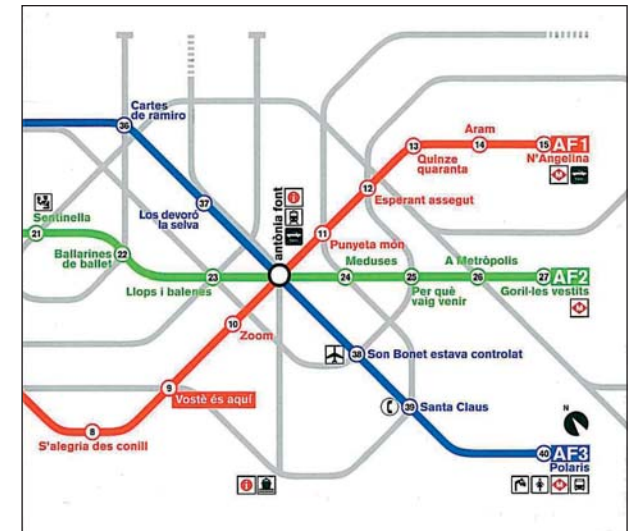 Cartes
de ramiro
36
37
Los devoró
la selva
Sentinella
21
Ballarines
de ballet
22
Llops i balenes
23
antònia font
Aram
13
14
15
AF1
Quinze
quaranta
N'Angelina
M
12
Esperant assegut
11
Punyeta món
Meduses
24
25
Per què
vaig venir
A Metròpolis
26
27
AF2
Goril·les vestits
M
10
Zoom
9
Vostè és aquí
8
S'alegria des conill
38
Son Bonet estava controlat
39
Santa Claus
N
40
AF3
Polaris
M
i
i